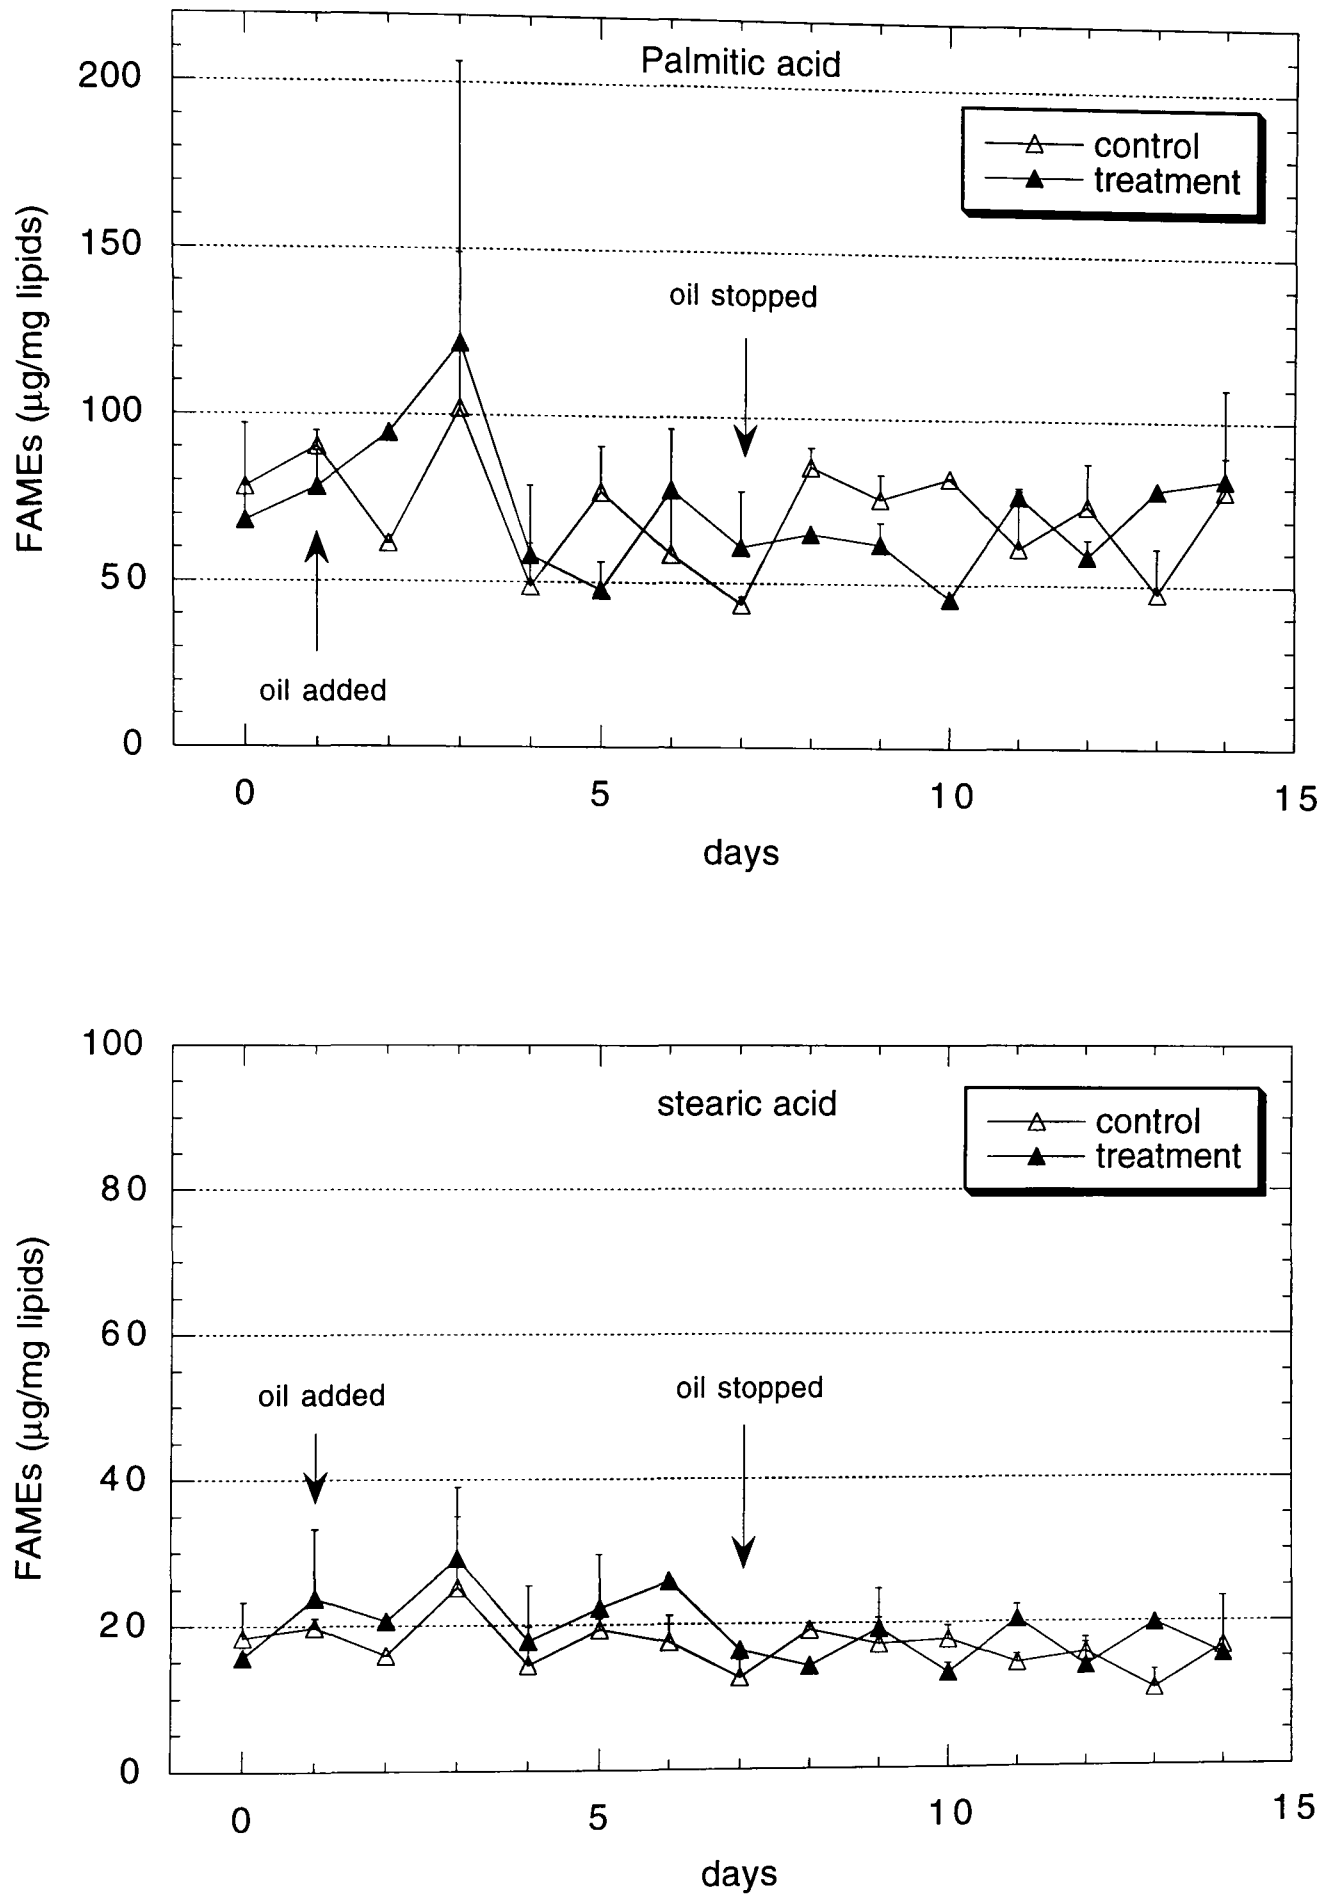 Palmitic acid
200
150
100
50
0
FAMEs (µg/mg lipids)
control
treatment
oil stopped
oil added
0 5 10 15
days
stearic acid
100
80
60
40
20
0
FAMEs (µg/mg lipids)
control
treatment
oil added
oil stopped
0 5 10 15
days